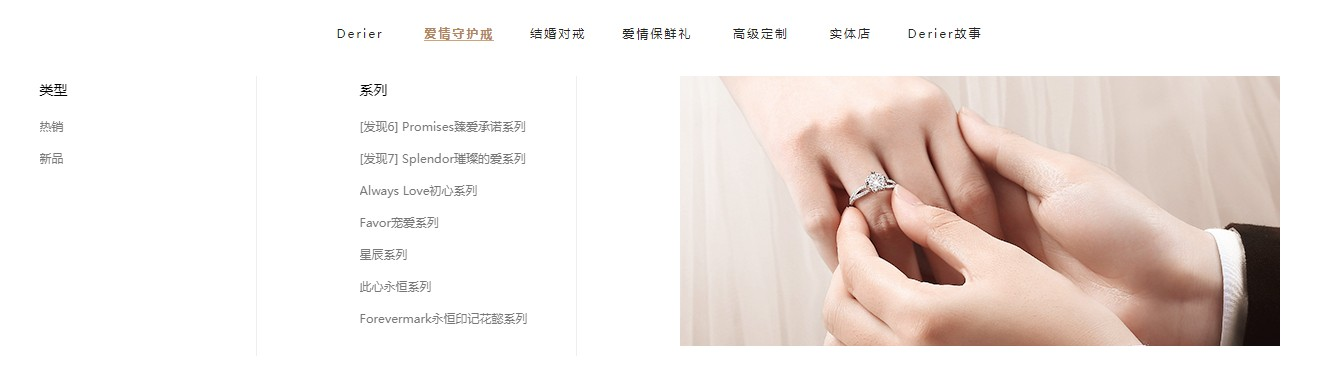 Derier 爱情守护戒 结婚对戒 爱情保鲜礼 高级定制 实体店 Derier故事
类型
热销
新品
系列
[发现6] Promises臻爱承诺系列
[发现7] Splendor璀璨的爱系列
Always Love初心系列
Favor宠爱系列
星辰系列
此心永恒系列
Forevermark永恒印记花懿系列